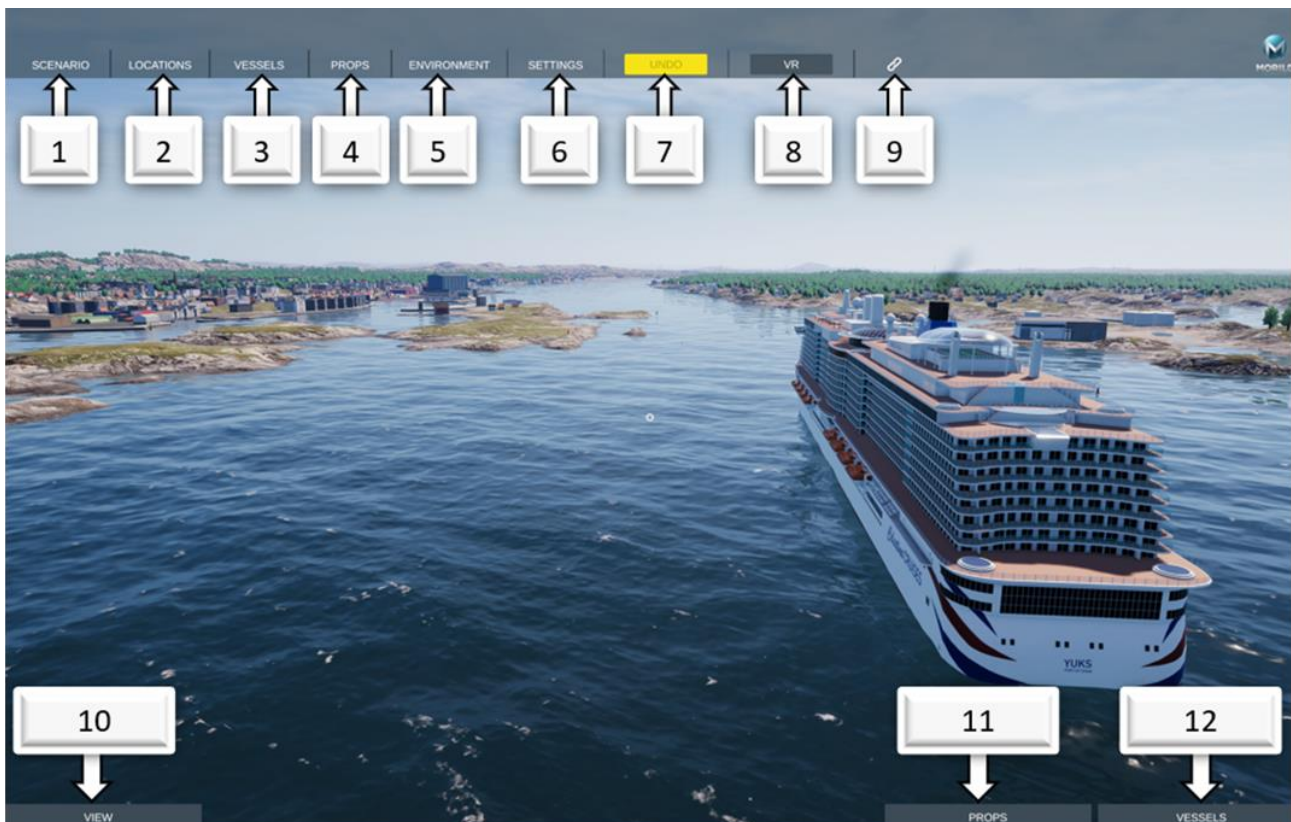 SCENARIO
LOCATIONS
VESSELS
PROPS
ENVIRONMENT
SETTINGS
UNDO
VR
1
2
3
4
5
6
7
8
9
YUKS
10
11
12
VIEW
PROPS
VESSELS